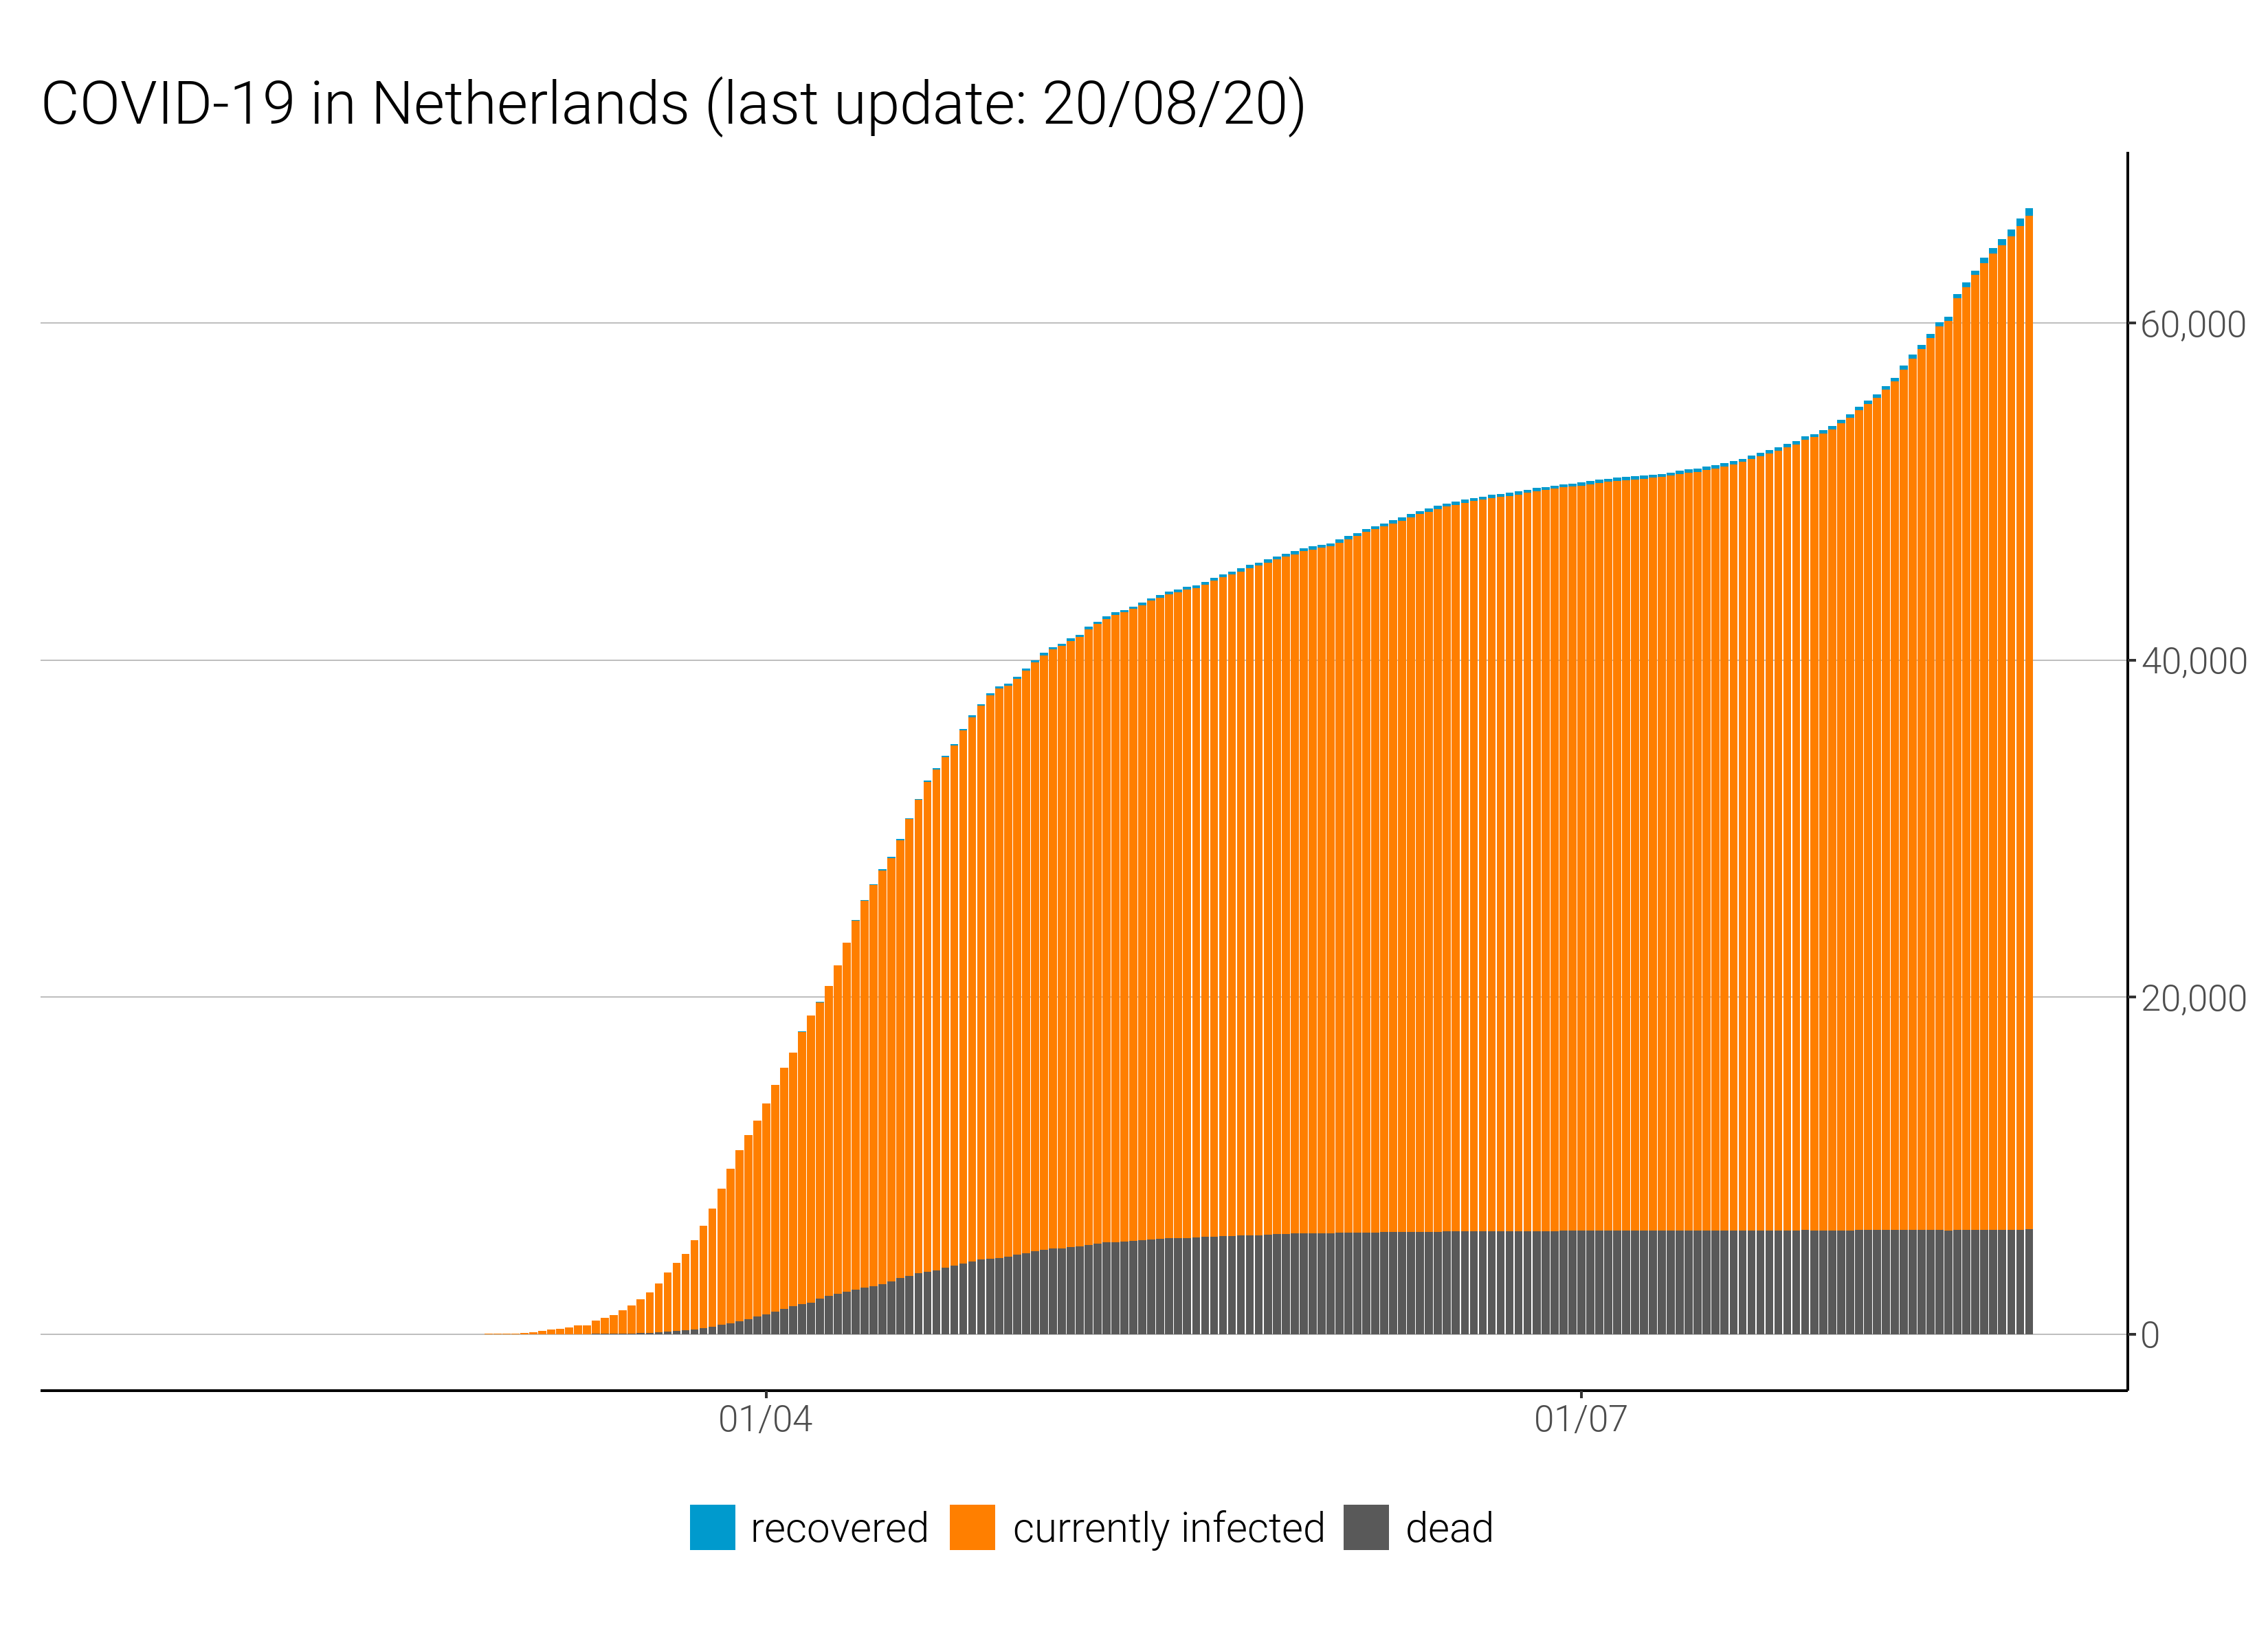 COVID-19 in Netherlands (last update: 20/08/20)
60,000
40,000
20,000
0
01/04 01/07
recovered currently infected dead